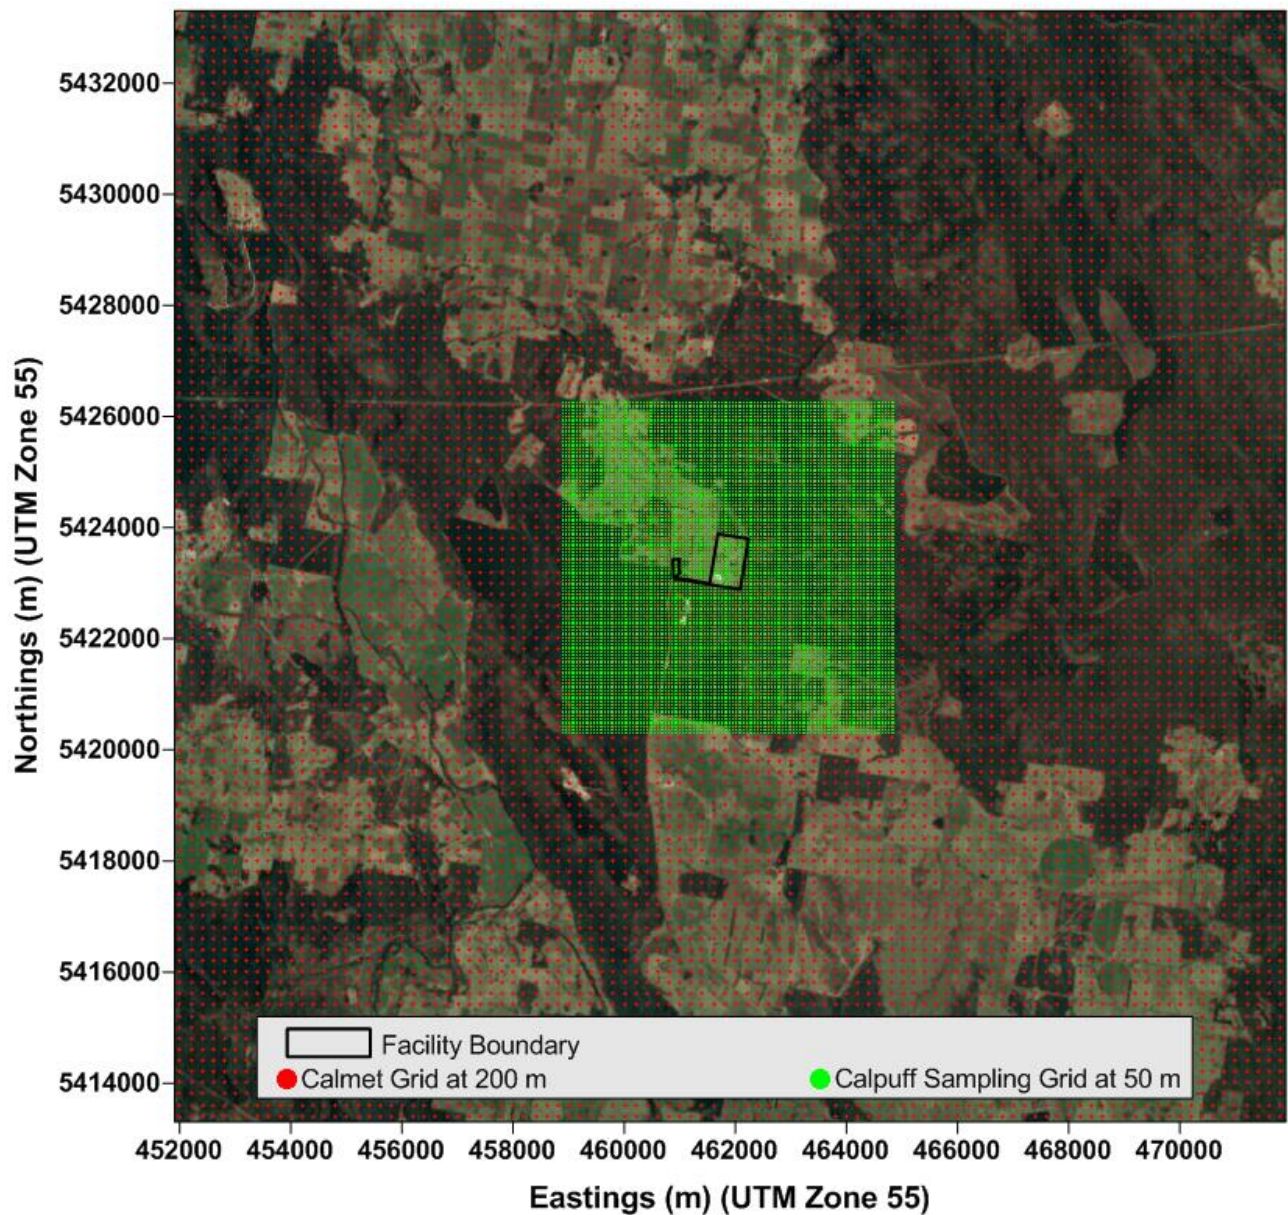 5432000
5430000
5428000
5426000
5424000
5422000
5420000
5418000
5416000
5414000
Northings (m) (UTM Zone 55)
Facility Boundary
Calmet Grid at 200 m
Calpuff Sampling Grid at 50 m
452000 454000 456000 458000 460000 462000 464000 466000 468000 470000
Eastings (m) (UTM Zone 55)